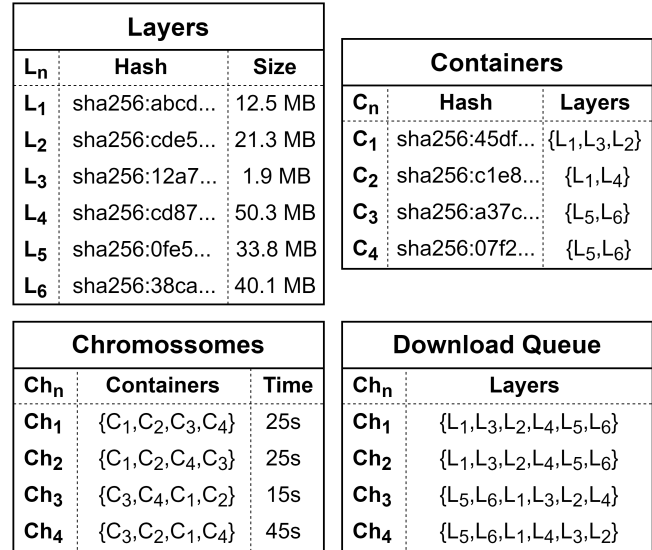 Layers
Ln Hash Size
L1 sha256:abcd... 12.5 MB
L2 sha256:cde5... 21.3 MB
L3 sha256:12a7... 1.9 MB
L4 sha256:cd87... 50.3 MB
L5 sha256:0fe5... 33.8 MB
L6 sha256:38ca... 40.1 MB
Containers
Cn Hash Layers
C1 sha256:45df... {L1,L3,L2}
C2 sha256:c1e8... {L1,L4}
C3 sha256:a37c... {L5,L6}
C4 sha256:07f2... {L5,L6}
Chromossomes
Chn Containers Time
Ch1 {C1,C2,C3,C4} 25s
Ch2 {C1,C2,C4,C3} 25s
Ch3 {C3,C4,C1,C2} 15s
Ch4 {C3,C2,C1,C4} 45s
Download Queue
Chn Layers
Ch1 {L1,L3,L2,L4,L5,L6}
Ch2 {L1,L3,L2,L4,L5,L6}
Ch3 {L5,L6,L1,L3,L2,L4}
Ch4 {L5,L6,L1,L4,L3,L2}